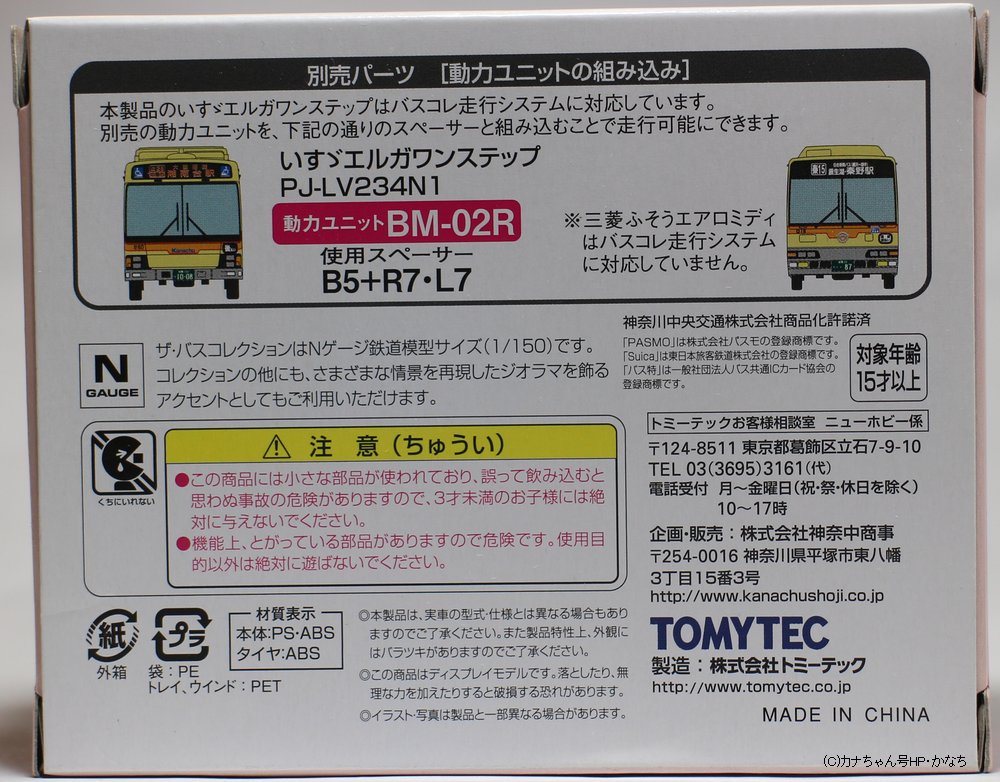 別売パーツ [動力ユニットの組み込み]
本製品のいすゞエルガワンステップはバスコレ走行システムに対応しています。
別売の動力ユニットを、下記の通りのスペーサーと組み込むことで走行可能にできます。
湘南台駅
Kanachu
1008
いすゞエルガワンステップ
PJ-LV234N1
動力ユニットBM-02R
使用スペーサー
B5+R7・L7
※三菱ふそうエアロミディ
はバスコレ走行システム
に対応していません。
秦15
震生湖-秦野駅
87
N
GAUGE
ザ・バスコレクションはNゲージ鉄道模型サイズ(1/150)です。
コレクションの他にも、さまざまな情景を再現したジオラマを飾る
アクセントとしてもご利用いただけます。
神奈川中央交通株式会社商品化許諾済
「PASMO」は株式会社パスモの登録商標です。
「Suica」は東日本旅客鉄道株式会社の登録商標です。
「バス特」は一般社団法人バス共通ICカード協会の
登録商標です。
対象年齢
15才以上
くちにいれない
注意(ちゅうい)
●この商品には小さな部品が使われており、誤って飲み込むと
思わぬ事故の危険がありますので、3才未満のお子様には絶
対に与えないでください。
●機能上、とがっている部品がありますので危険です。使用目
的以外は絶対に遊ばないでください。
トミーテックお客様相談室 ニューホビー係
〒124-8511 東京都葛飾区立石7-9-10
TEL 03(3695)3161(代)
電話受付 月〜金曜日(祝・祭・休日を除く)
10〜17時
企画・販売:株式会社神奈中商事
〒254-0016 神奈川県平塚市東八幡
3丁目15番3号
http://www.kanachushoji.co.jp
TOMYTEC
製造:株式会社トミーテック
http://www.tomytec.co.jp
MADE IN CHINA
紙
外箱
プラ
袋:PE
トレイ、ウインド:PET
材質表示
本体:PS・ABS
タイヤ:ABS
◎本製品は、実車の型式・仕様とは異なる場合もあり
ますのでご了承ください。また製品特性上、外観に
はバラツキがありますのでご了承ください。
◎この商品はディスプレイモデルです。落としたり、無
理な力を加えたりすると破損する恐れがあります。
◎イラスト・写真は製品と一部異なる場合があります。
(C)カナちゃん号HP・かなち